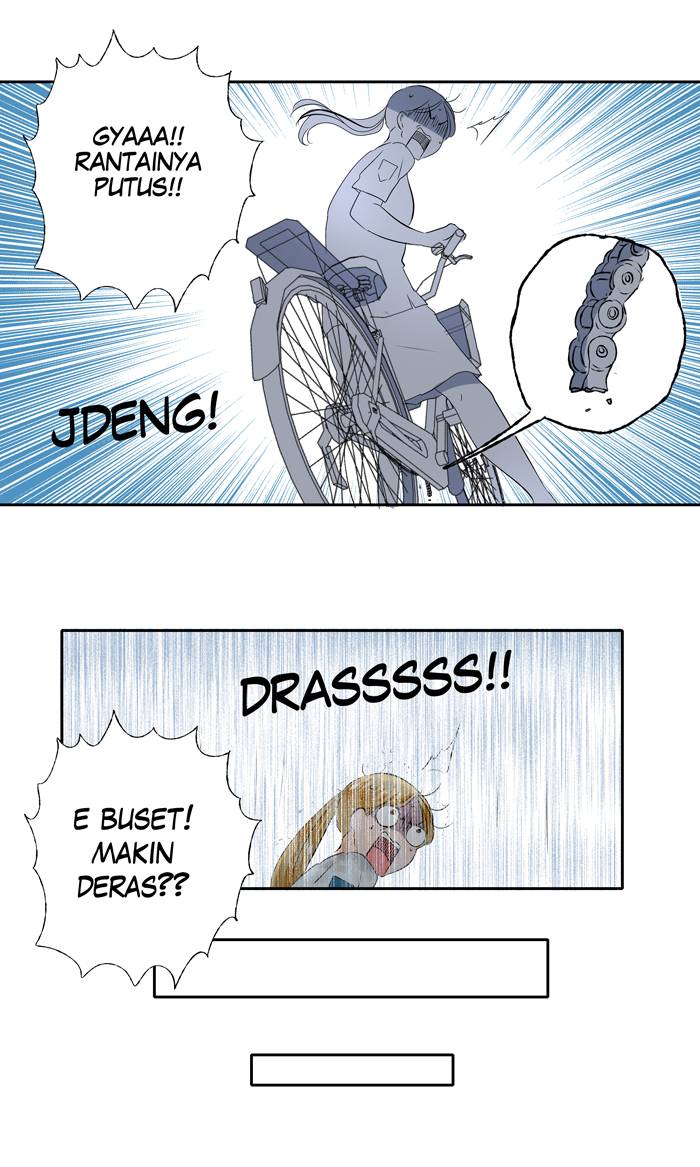 GYAAA!!
RANTAINYA
PUTUS!!
JDENG!
DRASSSSS!!
E BUSET!
MAKIN
DERAS??